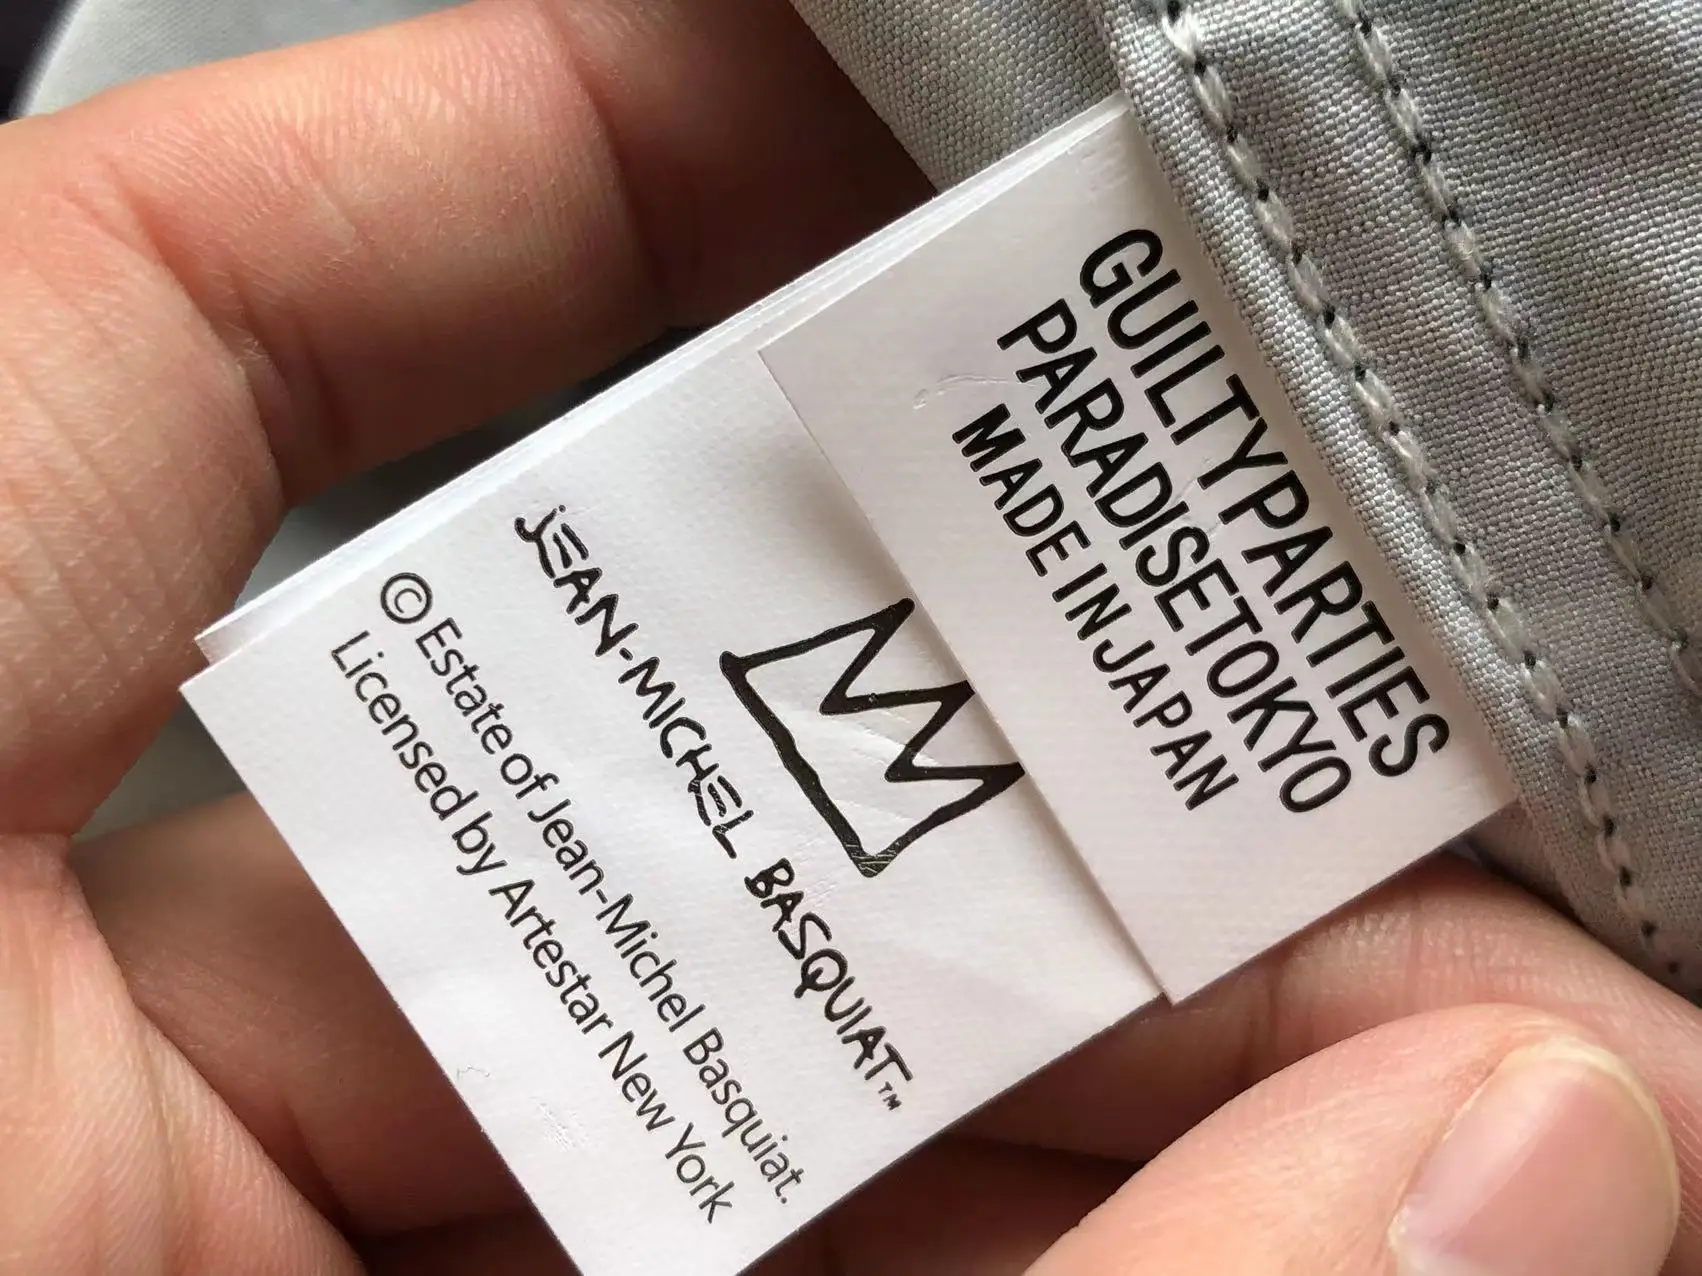 GUILTYPARTIES
PARADISETOKYO
MADE IN JAPAN
JEAN-MICHEL BASQUIAT™
© Estate of Jean-Michel Basquiat.
Licensed by Artestar New York